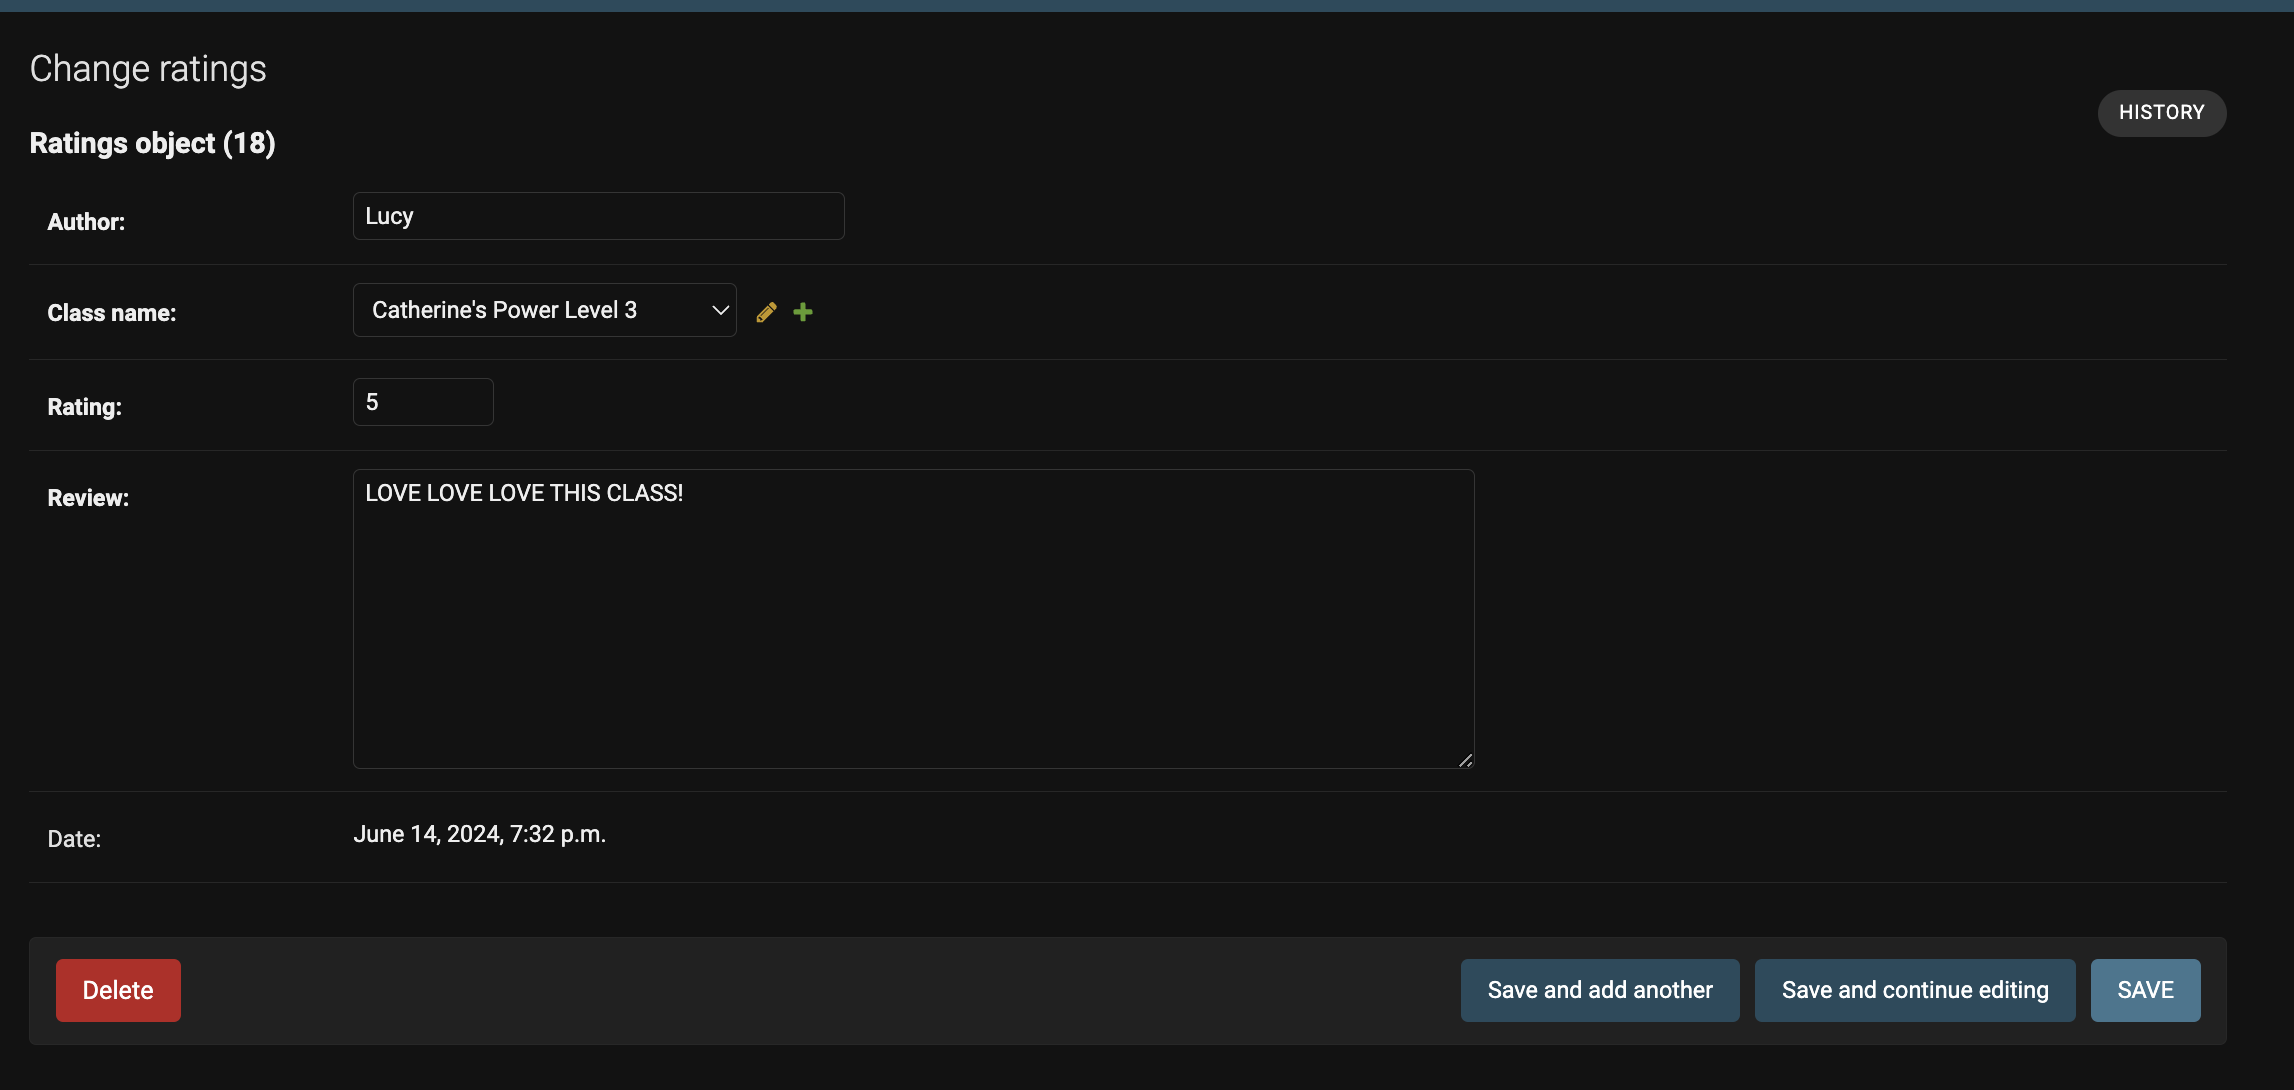 Change ratings
HISTORY
Ratings object (18)
Author:
Lucy
Class name:
Catherine's Power Level 3
Rating:
5
Review:
LOVE LOVE LOVE THIS CLASS!
Date:
June 14, 2024, 7:32 p.m.
Delete
Save and add another
Save and continue editing
SAVE